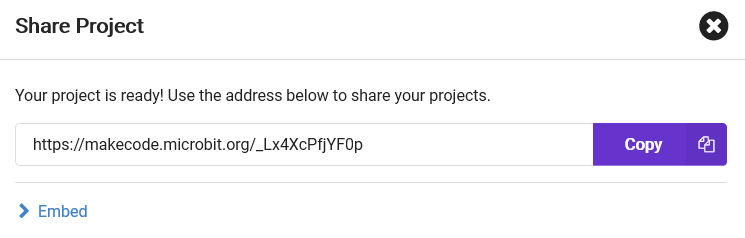 Share Project
Your project is ready! Use the address below to share your projects.
https://makecode.microbit.org/_Lx4XcPfjYF0p
Copy
Embed